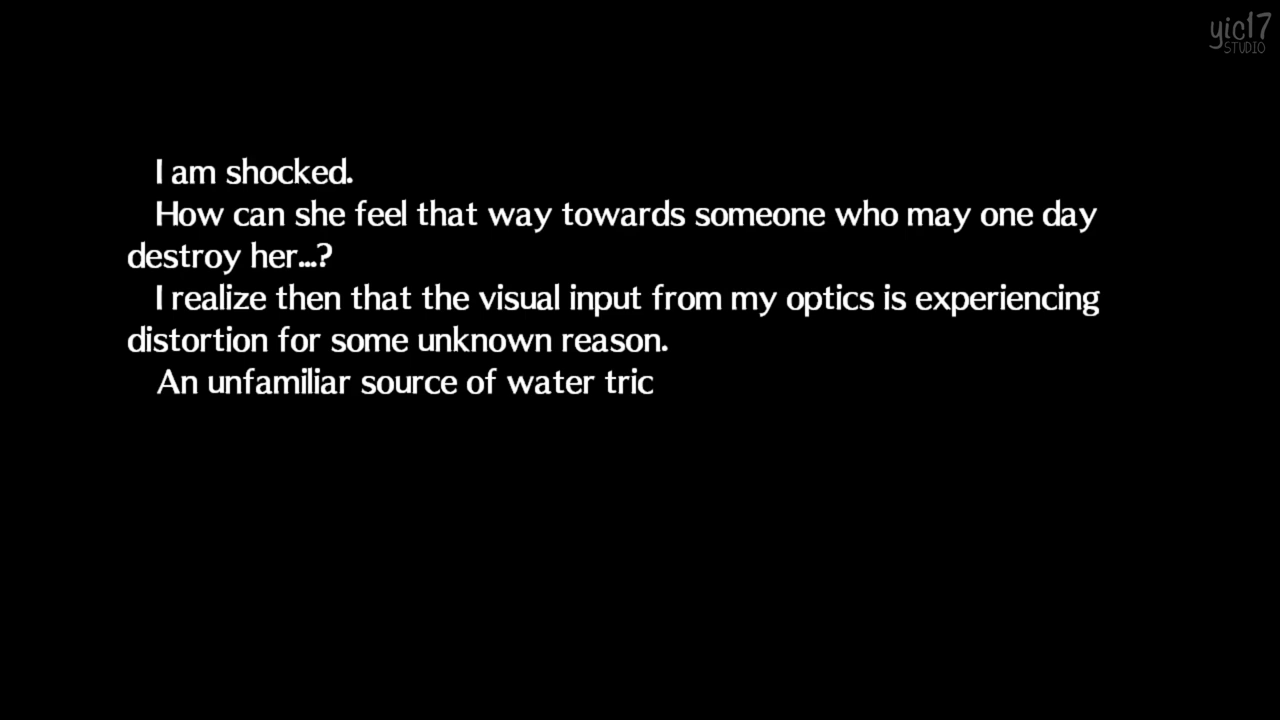 yic17
STUDIO
I am shocked.
How can she feel that way towards someone who may one day
destroy her...?
I realize then that the visual input from my optics is experiencing
distortion for some unknown reason.
An unfamiliar source of water tric